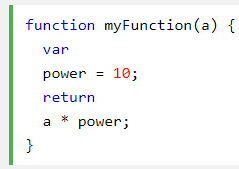 function myFunction(a) {
  var
  power = 10;
  return
  a * power;
}